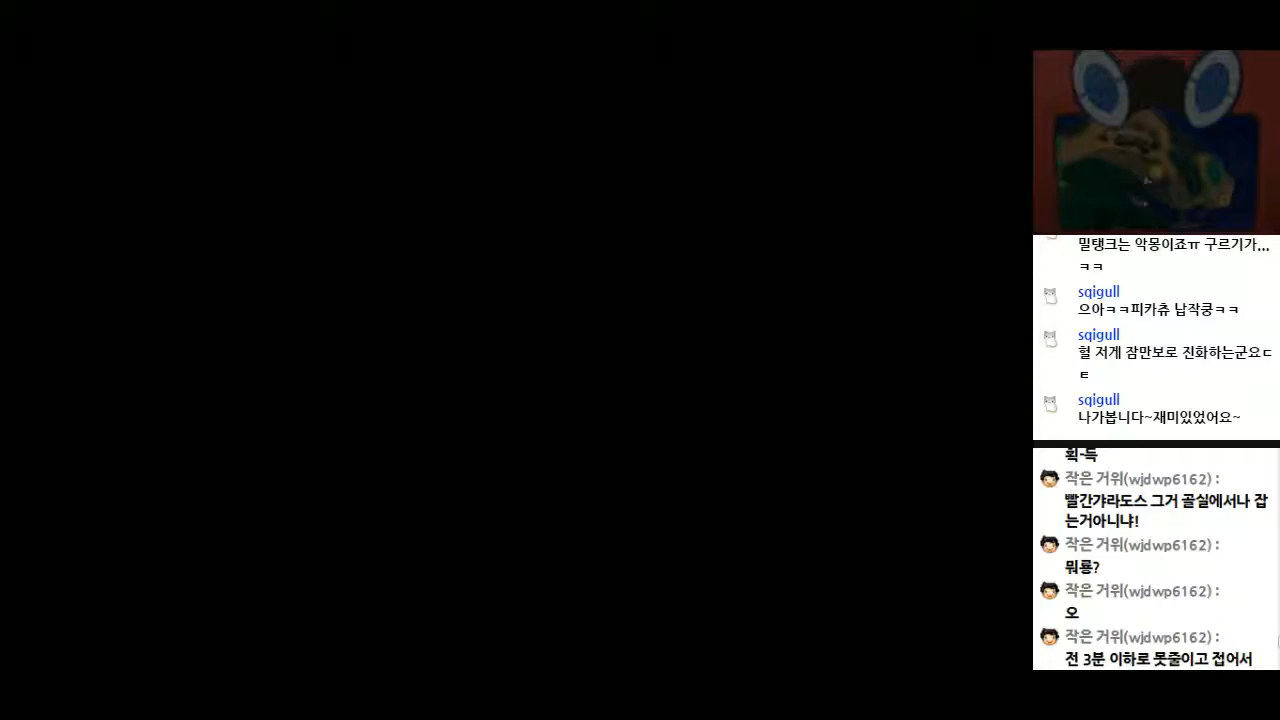 밀탱크는 악몽이죠ㅠ 구르기가...
ㅋㅋ
sqigull
으아ㅋㅋ피카츄 납작쿵ㅋㅋ
sqigull
헐 저게 잠만보로 진화하는군요ㄷ
ㅌ
sqigull
나가봅니다~재미있었어요~
획-득
작은 거위(wjdwp6162) :
빨간갸라도스 그거 골실에서나 잡
는거아니냐!
작은 거위(wjdwp6162) :
뭐룡?
작은 거위(wjdwp6162) :
오
작은 거위(wjdwp6162) :
전 3분 이하로 못줄이고 접어서